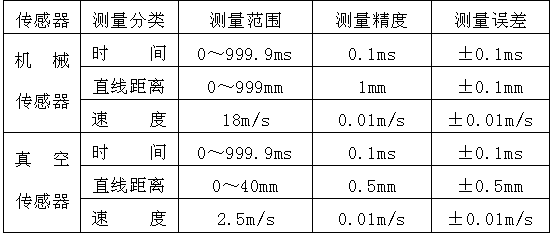 传感器 测量分类 测量范围 测量精度 测量误差
机械传感器 时间 0～999.9ms 0.1ms ±0.1ms
直线距离 0～999mm 1mm ±0.1mm
速度 18m/s 0.01m/s ±0.01m/s
真空传感器 时间 0～999.9ms 0.1ms ±0.1ms
直线距离 0～40mm 0.5mm ±0.5mm
速度 2.5m/s 0.01m/s ±0.01m/s